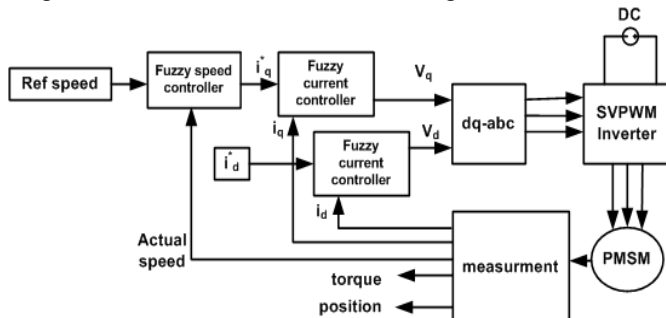 DC
Ref speed
Fuzzy speed
controller
i*q
Fuzzy
current
controller
Vq
dq-abc
SVPWM
Inverter
iq
i*d
Fuzzy
current
controller
Vd
id
Actual
speed
measurment
PMSM
torque
position